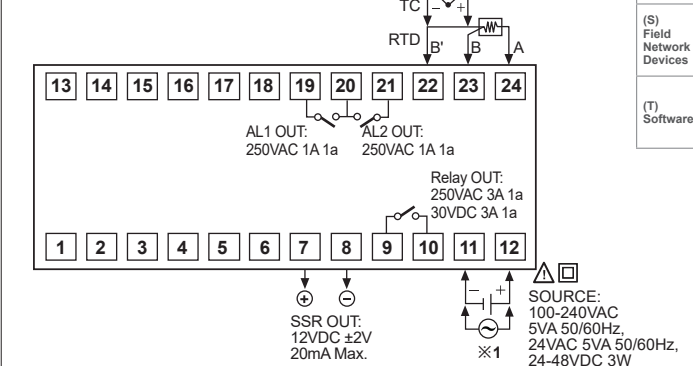 TC − +
RTD B' B A
(S)
Field
Network
Devices
(T)
Software
13 14 15 16 17 18 19 20 21 22 23 24
AL1 OUT:
250VAC 1A 1a
AL2 OUT:
250VAC 1A 1a
Relay OUT:
250VAC 3A 1a
30VDC 3A 1a
1 2 3 4 5 6 7 8 9 10 11 12
+ −
SSR OUT:
12VDC ±2V
20mA Max.
− +
※1
SOURCE:
100-240VAC
5VA 50/60Hz,
24VAC 5VA 50/60Hz,
24-48VDC 3W